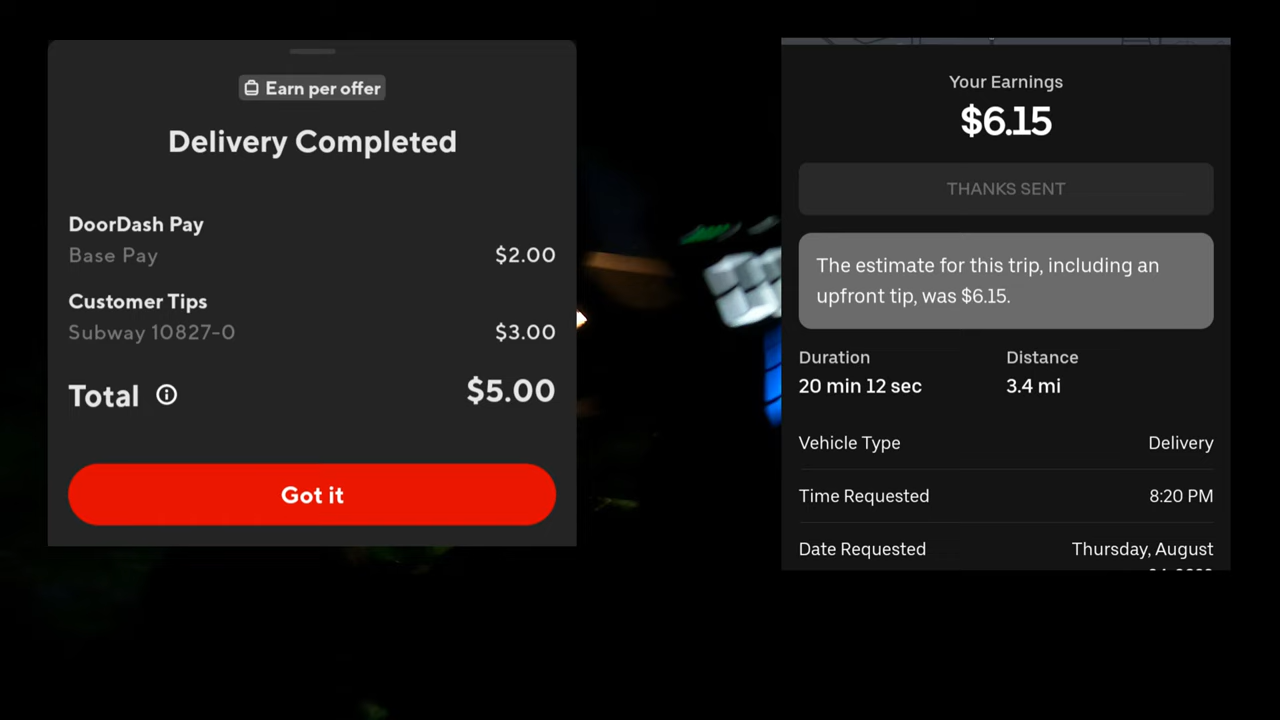 Earn per offer
Delivery Completed
DoorDash Pay
Base Pay $2.00
Customer Tips
Subway 10827-0 $3.00
Total $5.00
Got it
Your Earnings
$6.15
THANKS SENT
The estimate for this trip, including an
upfront tip, was $6.15.
Duration Distance
20 min 12 sec 3.4 mi
Vehicle Type Delivery
Time Requested 8:20 PM
Date Requested Thursday, August